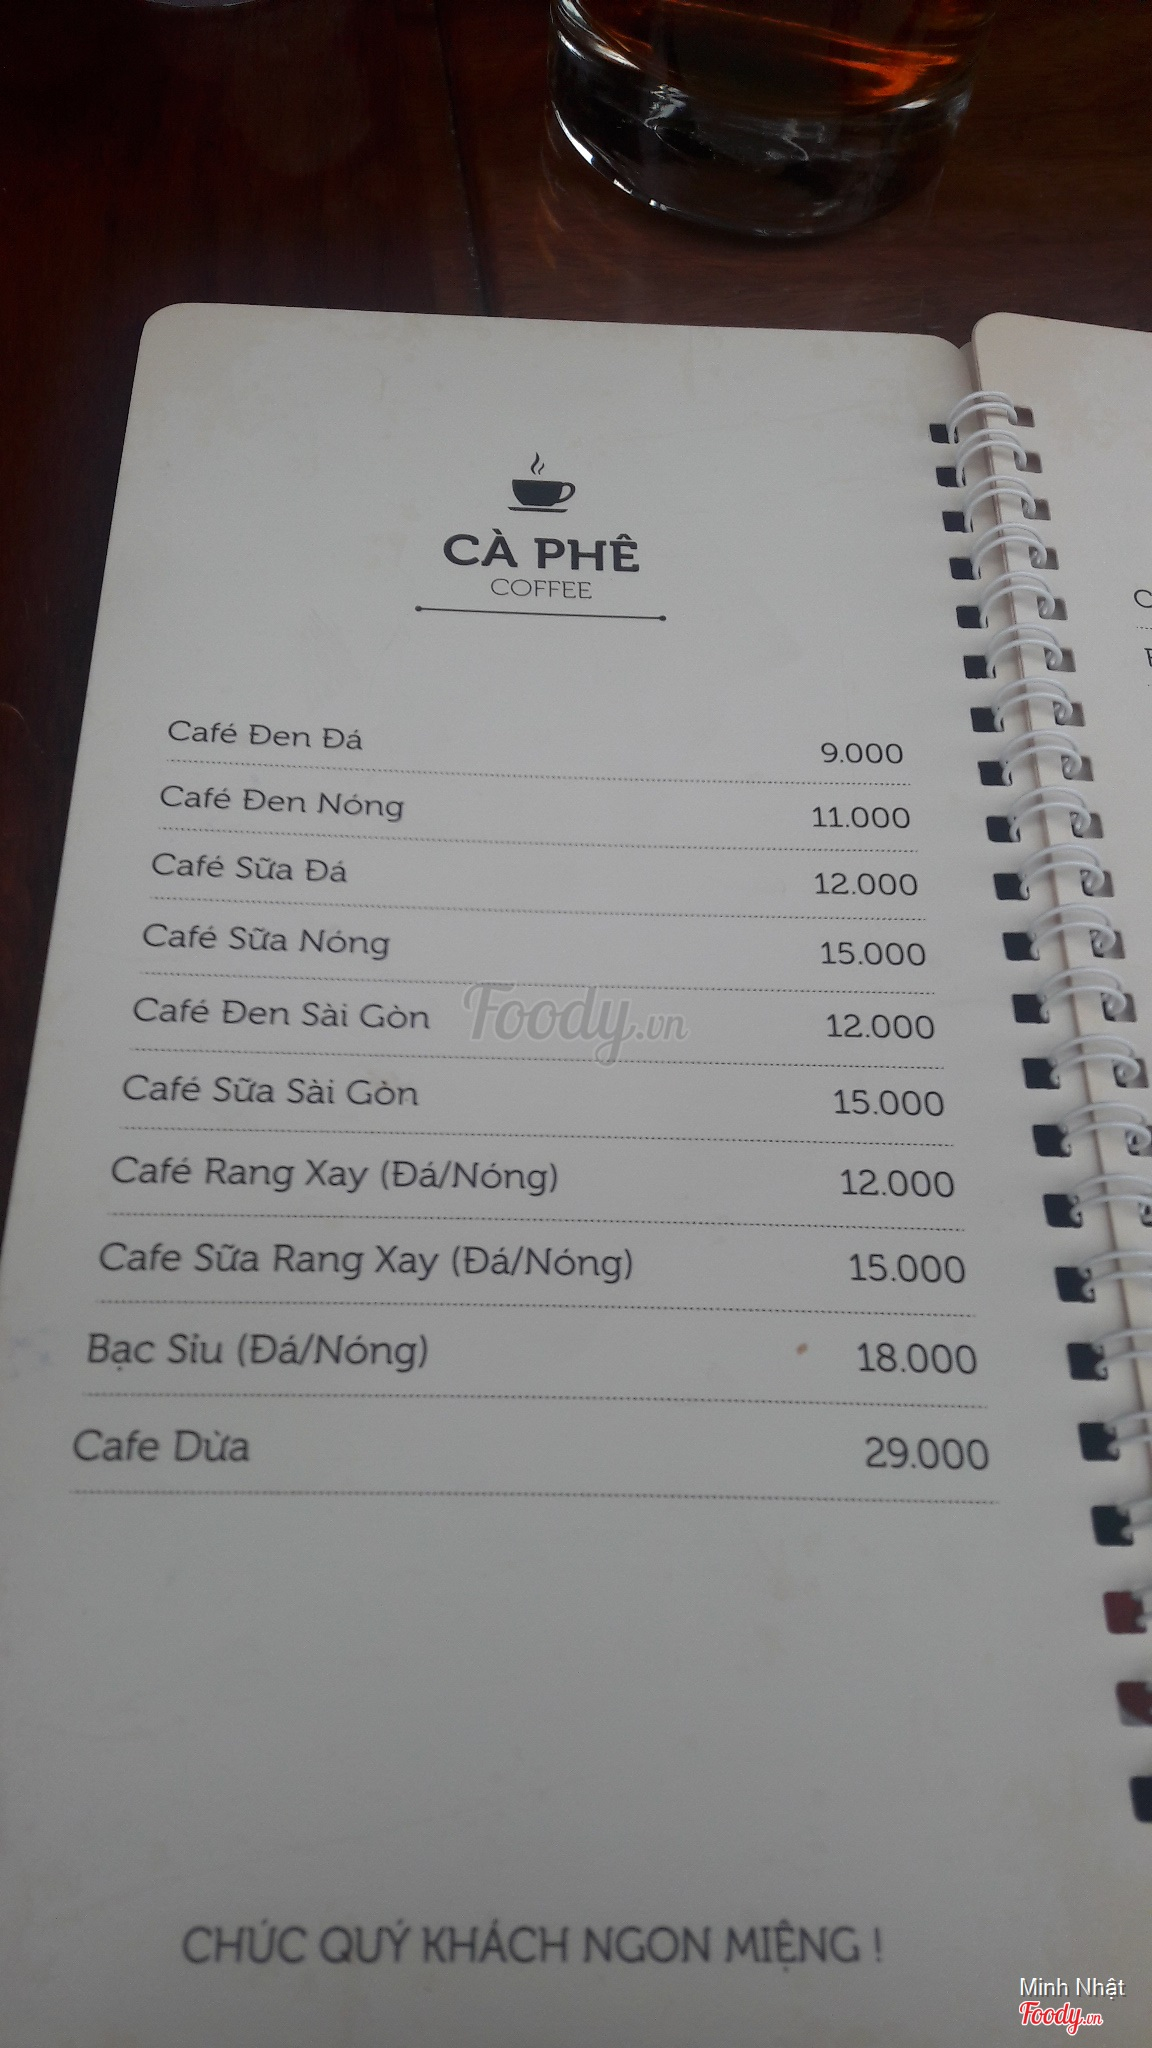 CÀ PHÊ
COFFEE
Café Đen Đá 9.000
Café Đen Nóng 11.000
Café Sữa Đá 12.000
Café Sữa Nóng 15.000
Café Đen Sài Gòn 12.000
Café Sữa Sài Gòn 15.000
Café Rang Xay (Đá/Nóng) 12.000
Cafe Sữa Rang Xay (Đá/Nóng) 15.000
Bạc Sỉu (Đá/Nóng) 18.000
Cafe Dừa 29.000
Foody.vn
CHÚC QUÝ KHÁCH NGON MIỆNG !
Minh Nhật
Foody.vn